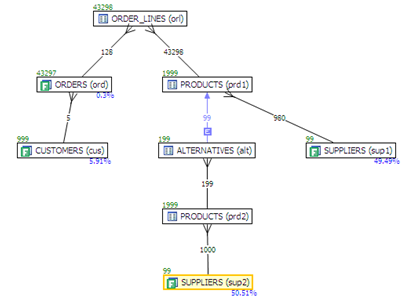 43298
ORDER_LINES (orl)
128
43298
43297
1999
ORDERS (ord)
PRODUCTS (prd1)
0.3%
5
99
980
999
199
99
CUSTOMERS (cus)
ALTERNATIVES (alt)
SUPPLIERS (sup1)
5.91%
49.49%
199
1999
PRODUCTS (prd2)
1000
99
SUPPLIERS (sup2)
50.51%